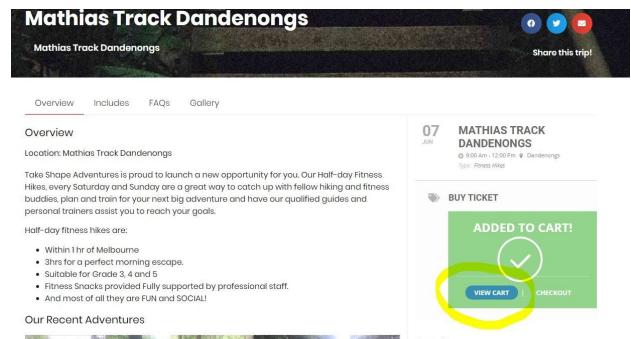 Mathias Track Dandenongs
Mathias Track Dandenongs
Share this trip!
Overview Includes FAQs Gallery
Overview
Location: Mathias Track Dandenongs
Take Shape Adventures is proud to launch a new opportunity for you. Our Half-day Fitness
Hikes, every Saturday and Sunday are a great way to catch up with fellow hiking and fitness
buddies, plan and train for your next big adventure and have our qualified guides and
personal trainers assist you to reach your goals.
Half-day fitness hikes are:
Within 1 hr of Melbourne
3hrs for a perfect morning escape.
Suitable for Grade 3, 4 and 5
Fitness Snacks provided Fully supported by professional staff.
And most of all they are FUN and SOCIAL!
Our Recent Adventures
07
JUN
MATHIAS TRACK
DANDENONGS
9:00 Am - 12:00 Pm Dandenongs
Type : Fitness Hikes
BUY TICKET
ADDED TO CART!
VIEW CART | CHECKOUT